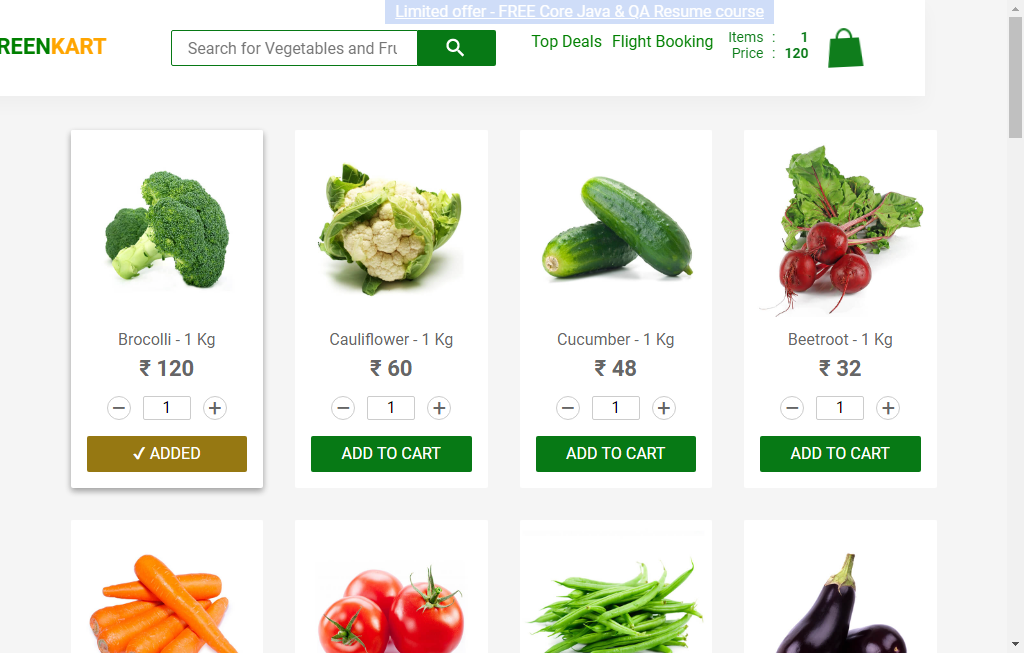 Limited offer - FREE Core Java & QA Resume course
REENKART
Search for Vegetables and Fru
Top Deals Flight Booking
Items : 1
Price : 120
Brocolli - 1 Kg
₹ 120
1
✓ ADDED
Cauliflower - 1 Kg
₹ 60
1
ADD TO CART
Cucumber - 1 Kg
₹ 48
1
ADD TO CART
Beetroot - 1 Kg
₹ 32
1
ADD TO CART